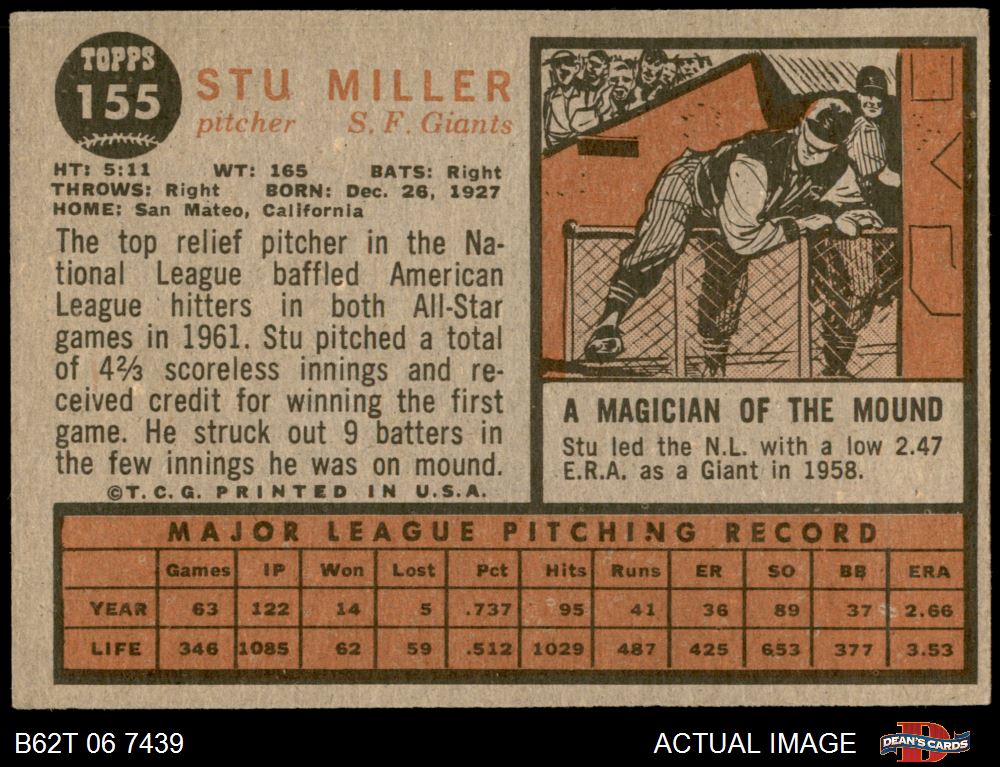 TOPPS
155
STU MILLER
pitcher S. F. Giants
HT: 5:11 WT: 165 BATS: Right
THROWS: Right BORN: Dec. 26, 1927
HOME: San Mateo, California
The top relief pitcher in the Na-
tional League baffled American
League hitters in both All-Star
games in 1961. Stu pitched a total
of 4⅔ scoreless innings and re-
ceived credit for winning the first
game. He struck out 9 batters in
the few innings he was on mound.
©T. C. G. PRINTED IN U. S. A.
A MAGICIAN OF THE MOUND
Stu led the N.L. with a low 2.47
E.R.A. as a Giant in 1958.
MAJOR LEAGUE PITCHING RECORD
Games IP Won Lost Pct Hits Runs ER SO BB ERA
YEAR 63 122 14 5 .737 95 41 36 89 37 2.66
LIFE 346 1085 62 59 .512 1029 487 425 653 377 3.53
B62T 06 7439 ACTUAL IMAGE DEAN'S CARDS